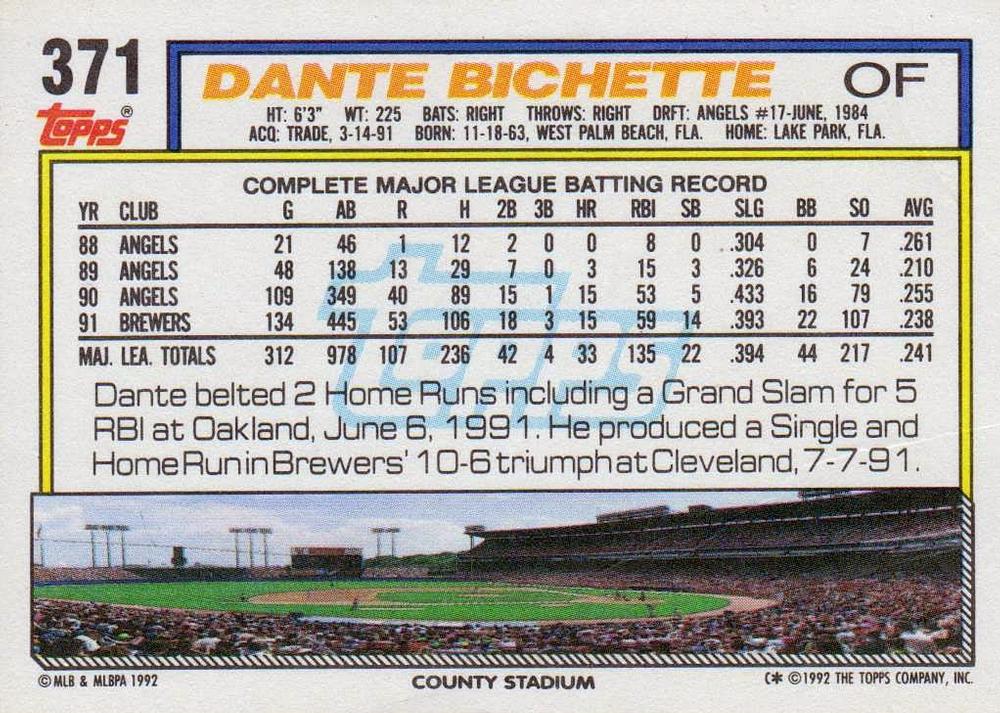 371
DANTE BICHETTE OF
topps®
HT: 6'3" WT: 225 BATS: RIGHT THROWS: RIGHT DRFT: ANGELS #17-JUNE, 1984
ACQ: TRADE, 3-14-91 BORN: 11-18-63, WEST PALM BEACH, FLA. HOME: LAKE PARK, FLA.
COMPLETE MAJOR LEAGUE BATTING RECORD
YR CLUB G AB R H 2B 3B HR RBI SB SLG BB SO AVG
88 ANGELS 21 46 1 12 2 0 0 8 0 .304 0 7 .261
89 ANGELS 48 138 13 29 7 0 3 15 3 .326 6 24 .210
90 ANGELS 109 349 40 89 15 1 15 53 5 .433 16 79 .255
91 BREWERS 134 445 53 106 18 3 15 59 14 .393 22 107 .238
MAJ. LEA. TOTALS 312 978 107 236 42 4 33 135 22 .394 44 217 .241
topps
Dante belted 2 Home Runs including a Grand Slam for 5
RBI at Oakland, June 6, 1991. He produced a Single and
Home Run in Brewers' 10-6 triumph at Cleveland, 7-7-91.
© MLB & MLBPA 1992 COUNTY STADIUM C* © 1992 THE TOPPS COMPANY, INC.